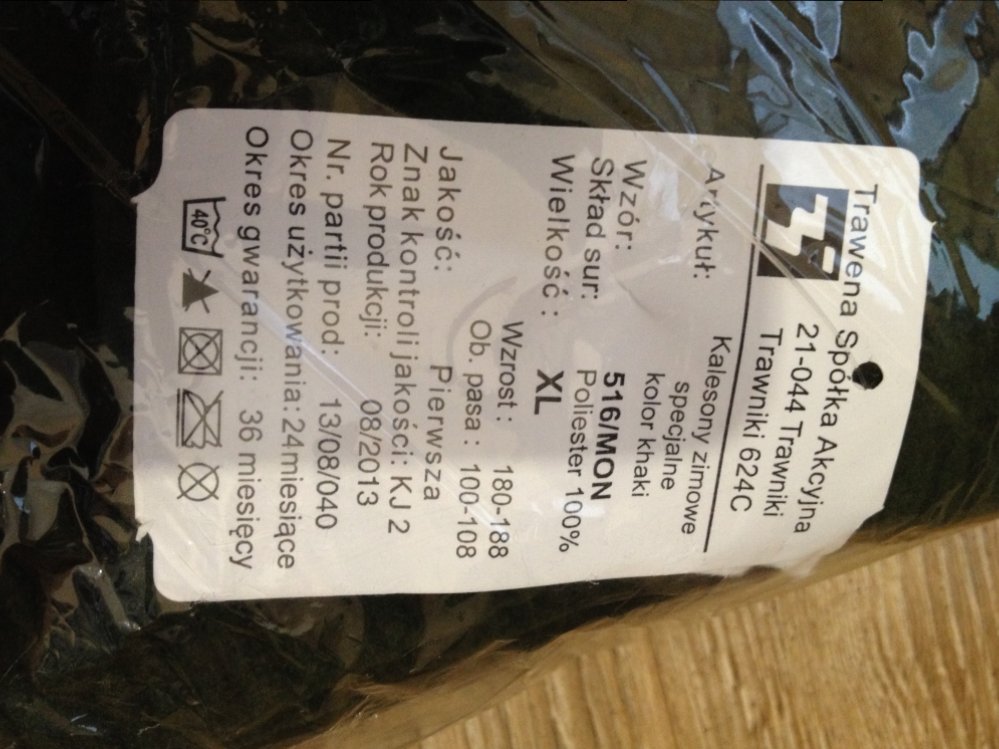 Trawena Spółka Akcyjna
21-044 Trawniki
Trawniki 624C
Artykuł: Kalesony zimowe
specjalne
kolor khaki
Wzór: 516/MON
Skład sur: Poliester 100%
Wielkość : XL
Wzrost : 180-188
Ob. pasa : 100-108
Jakość: Pierwsza
Znak kontroli jakości: KJ 2
Rok produkcji: 08/2013
Nr. partii prod: 13/08/040
Okres użytkowania: 24miesiące
Okres gwarancji: 36 miesięcy
40°C